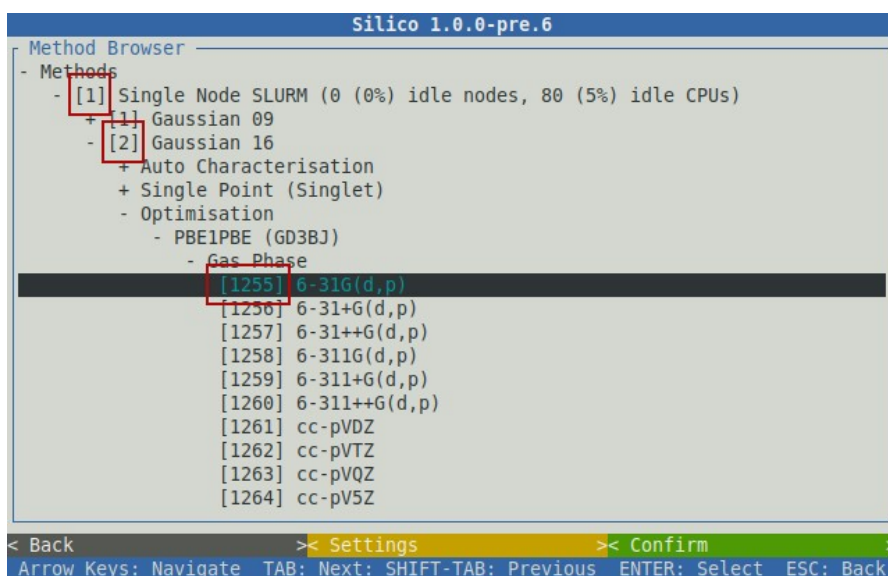 Silico 1.0.0-pre.6
Method Browser
- Methods
- [1] Single Node SLURM (0 (0%) idle nodes, 80 (5%) idle CPUs)
+ [1] Gaussian 09
- [2] Gaussian 16
+ Auto Characterisation
+ Single Point (Singlet)
- Optimisation
- PBE1PBE (GD3BJ)
- Gas Phase
[1255] 6-31G(d,p)
[1256] 6-31+G(d,p)
[1257] 6-31++G(d,p)
[1258] 6-311G(d,p)
[1259] 6-311+G(d,p)
[1260] 6-311++G(d,p)
[1261] cc-pVDZ
[1262] cc-pVTZ
[1263] cc-pVQZ
[1264] cc-pV5Z
< Back >< Settings >< Confirm >
Arrow Keys: Navigate TAB: Next: SHIFT-TAB: Previous ENTER: Select ESC: Back